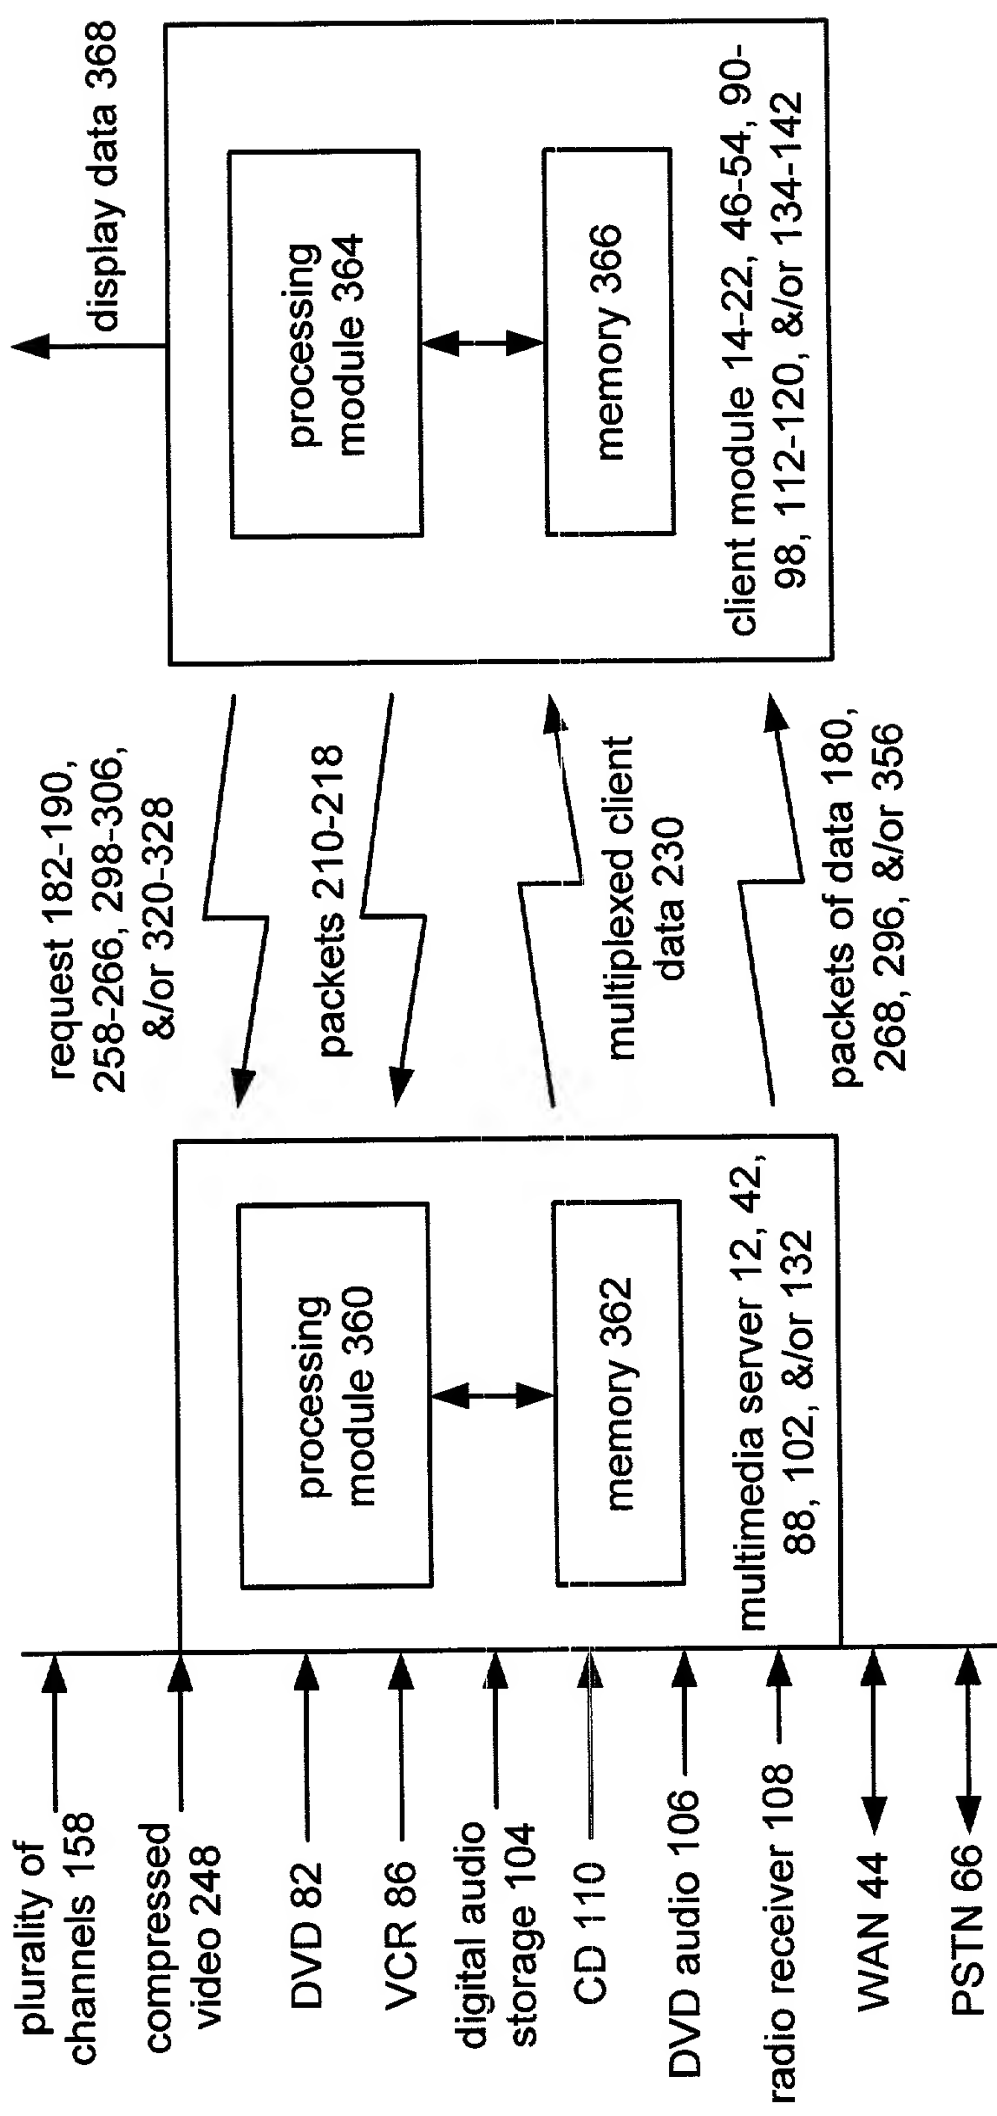 plurality of
channels 158
compressed
video 248
DVD 82
VCR 86
digital audio
storage 104
CD 110
DVD audio 106
radio receiver 108
WAN 44
PSTN 66
processing
module 360
memory 362
multimedia server 12, 42,
88, 102, &/or 132
request 182-190,
258-266, 298-306,
&/or 320-328
packets 210-218
multiplexed client
data 230
packets of data 180,
268, 296, &/or 356
display data 368
processing
module 364
memory 366
client module 14-22, 46-54, 90-
98, 112-120, &/or 134-142